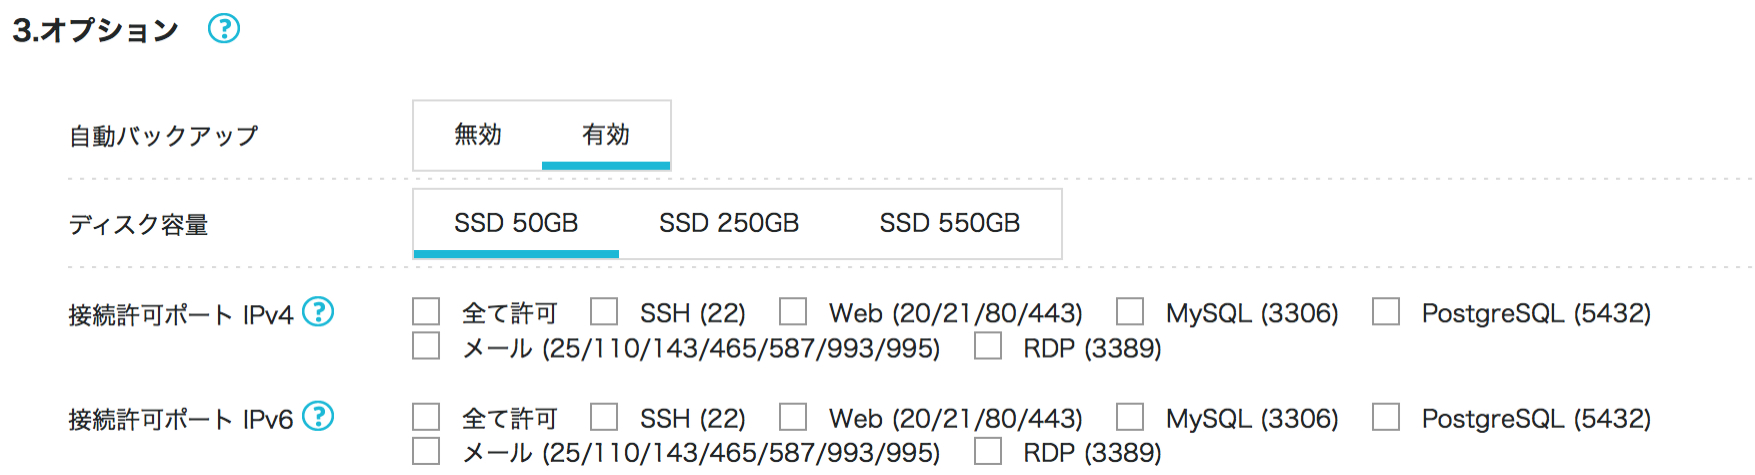 3.オプション ?
自動バックアップ 無効 有効
ディスク容量 SSD 50GB SSD 250GB SSD 550GB
接続許可ポート IPv4 ? 全て許可 SSH (22) Web (20/21/80/443) MySQL (3306) PostgreSQL (5432)
メール (25/110/143/465/587/993/995) RDP (3389)
接続許可ポート IPv6 ? 全て許可 SSH (22) Web (20/21/80/443) MySQL (3306) PostgreSQL (5432)
メール (25/110/143/465/587/993/995) RDP (3389)